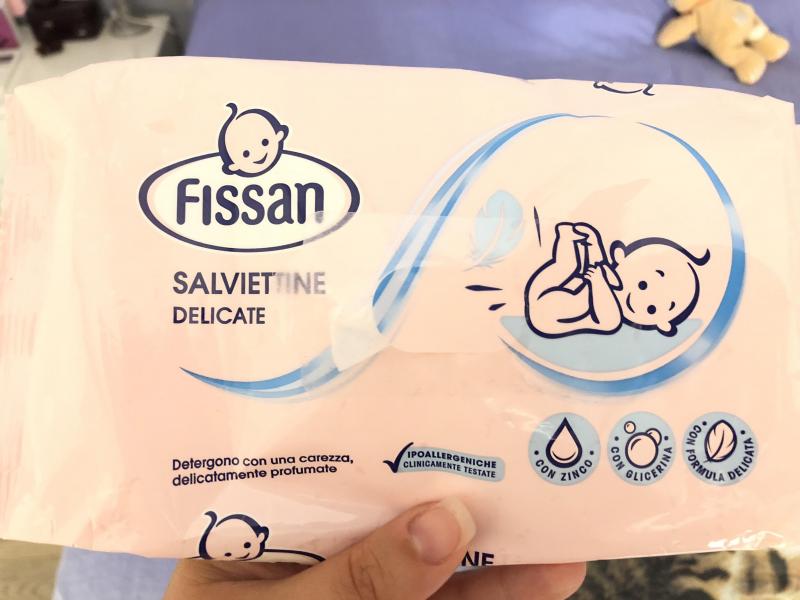 Fissan
SALVIETTINE
DELICATE
Detergono con una carezza,
delicatamente profumate
IPOALLERGENICHE
CLINICAMENTE TESTATE
• CON ZINCO •
• CON GLICERINA •
• CON FORMULA DELICATA •
NE